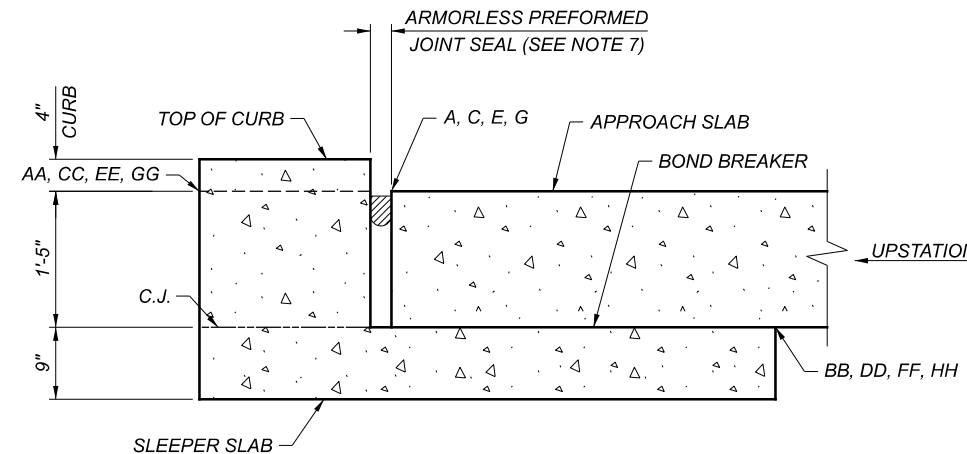 ARMORLESS PREFORMED
JOINT SEAL (SEE NOTE 7)
4"
CURB
TOP OF CURB
A, C, E, G
APPROACH SLAB
BOND BREAKER
AA, CC, EE, GG
1'-5"
UPSTATIO
C.J.
9"
BB, DD, FF, HH
SLEEPER SLAB